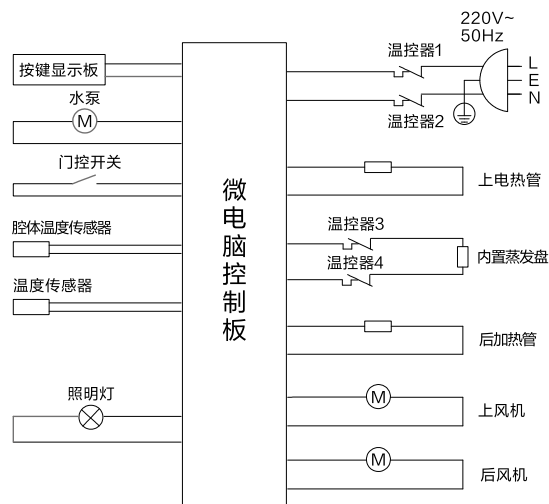 220V~
50Hz
温控器1
L
E
N
温控器2
按键显示板
水泵
M
门控开关
腔体温度传感器
温度传感器
照明灯
微电脑控制板
上电热管
温控器3
温控器4
内置蒸发盘
后加热管
M
上风机
M
后风机